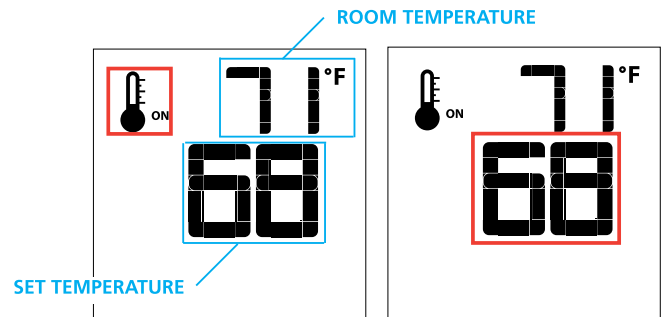 ROOM TEMPERATURE
71°F
ON
68
SET TEMPERATURE
71°F
ON
68